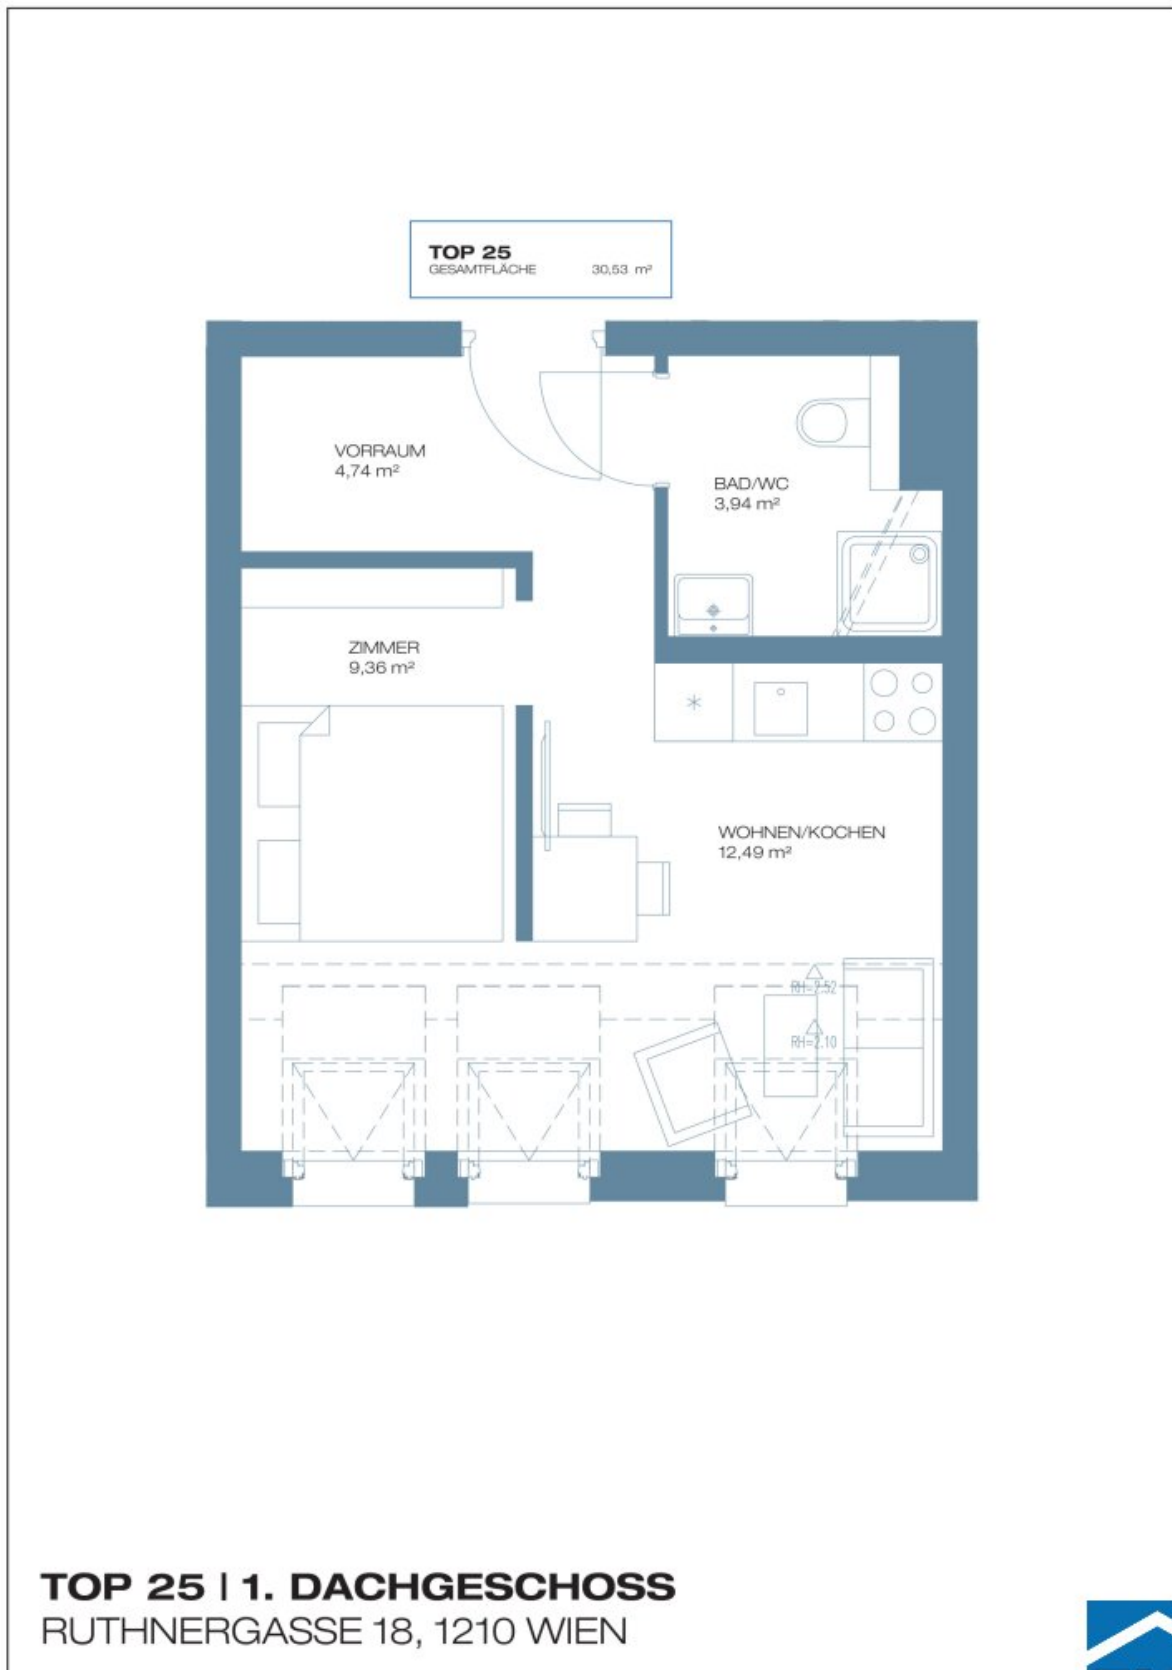 TOP 25
GESAMTFLÄCHE 30,53 m²
VORRAUM
4,74 m²
BAD/WC
3,94 m²
ZIMMER
9,36 m²
WOHNEN/KOCHEN
12,49 m²
RH=2.52
RH=2.10
TOP 25 | 1. DACHGESCHOSS
RUTHNERGASSE 18, 1210 WIEN